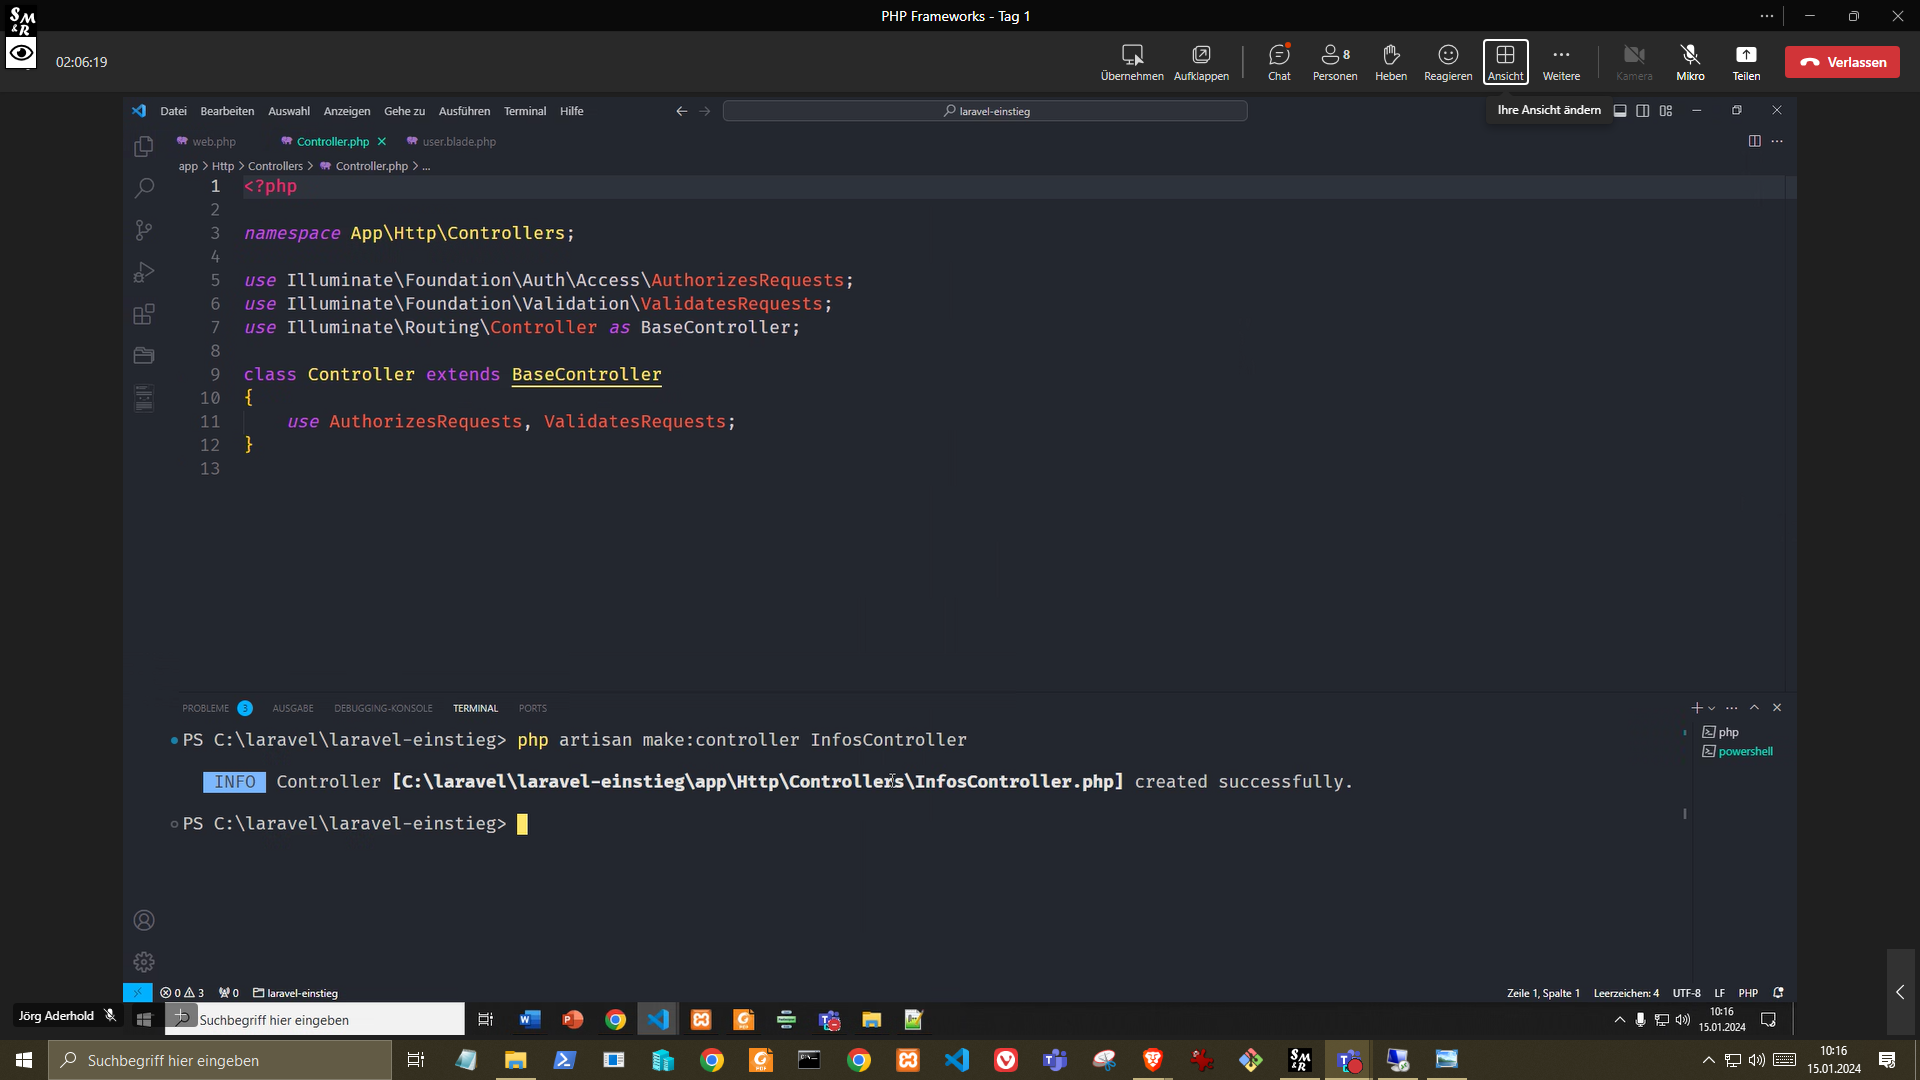 SM&R
PHP Frameworks - Tag 1
02:06:19
Übernehmen
Aufklappen
Chat
8
Personen
Heben
Reagieren
Ansicht
Weitere
Kamera
Mikro
Teilen
Verlassen
Datei Bearbeiten Auswahl Anzeigen Gehe zu Ausführen Terminal Hilfe
laravel-einstieg
Ihre Ansicht ändern
web.php
Controller.php
user.blade.php
app > Http > Controllers > Controller.php > ...
1 <?php
2
3 namespace App\Http\Controllers;
4
5 use Illuminate\Foundation\Auth\Access\AuthorizesRequests;
6 use Illuminate\Foundation\Validation\ValidatesRequests;
7 use Illuminate\Routing\Controller as BaseController;
8
9 class Controller extends BaseController
10 {
11 use AuthorizesRequests, ValidatesRequests;
12 }
13
PROBLEME 3 AUSGABE DEBUGGING-KONSOLE TERMINAL PORTS
PS C:\laravel\laravel-einstieg> php artisan make:controller InfosController
INFO Controller [C:\laravel\laravel-einstieg\app\Http\Controllers\InfosController.php] created successfully.
PS C:\laravel\laravel-einstieg>
php
powershell
0 3 0 laravel-einstieg
Zeile 1, Spalte 1 Leerzeichen: 4 UTF-8 LF PHP
Jörg Aderhold
Suchbegriff hier eingeben
10:16
15.01.2024
Suchbegriff hier eingeben
10:16
15.01.2024